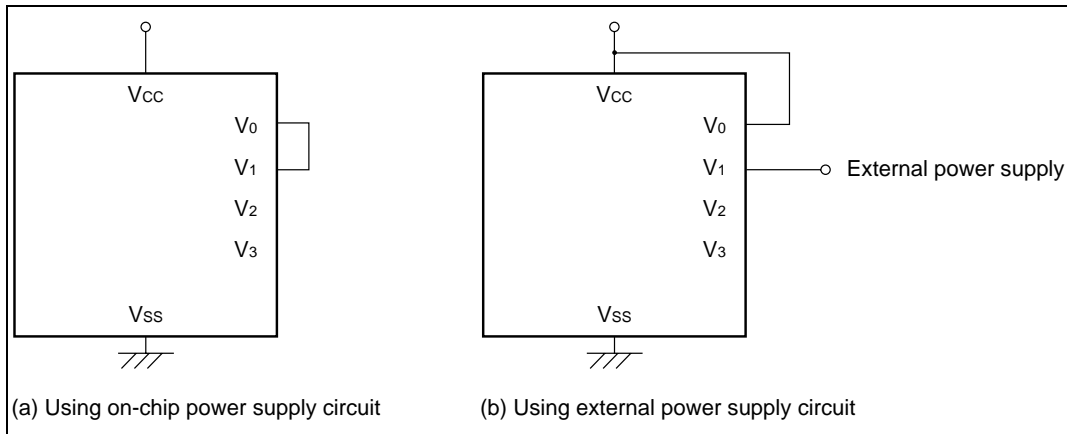 VCC
V0
V1
V2
V3
VSS
(a) Using on-chip power supply circuit
VCC
V0
V1
V2
V3
VSS
External power supply
(b) Using external power supply circuit